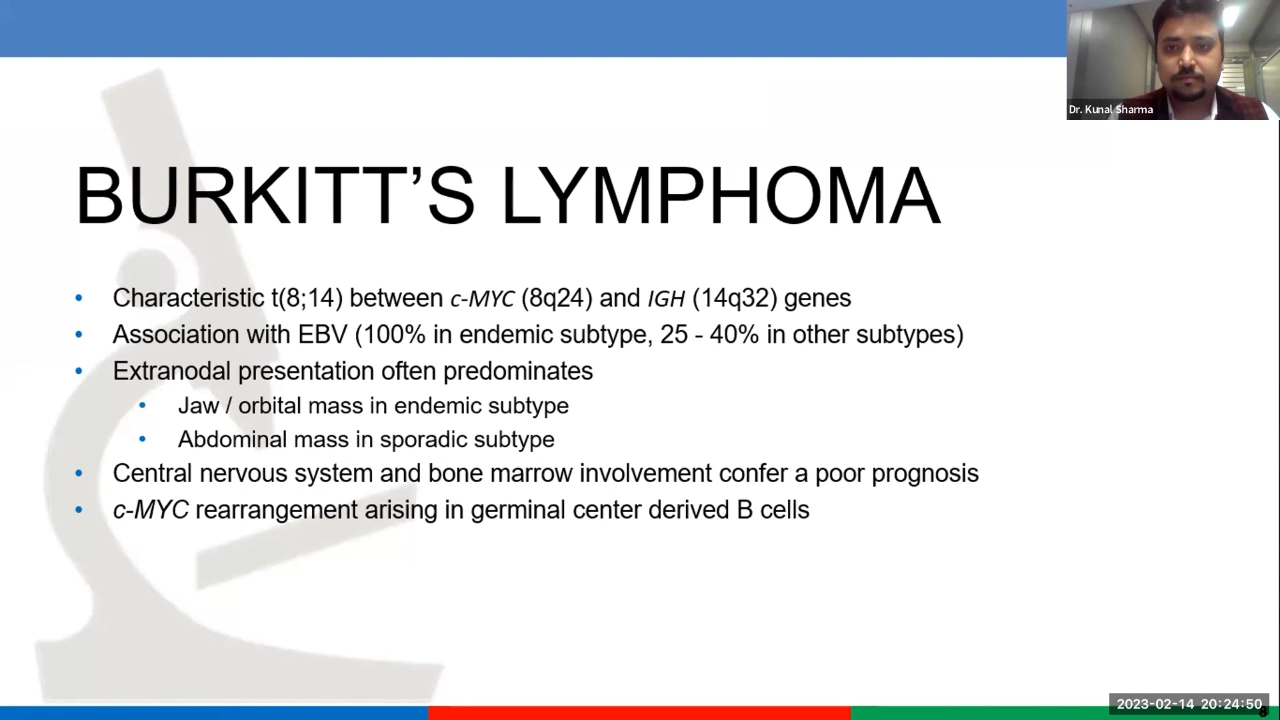 Dr. Kunal Sharma
BURKITT’S LYMPHOMA
• Characteristic t(8;14) between c-MYC (8q24) and IGH (14q32) genes
• Association with EBV (100% in endemic subtype, 25 - 40% in other subtypes)
• Extranodal presentation often predominates
• Jaw / orbital mass in endemic subtype
• Abdominal mass in sporadic subtype
• Central nervous system and bone marrow involvement confer a poor prognosis
• c-MYC rearrangement arising in germinal center derived B cells
2023-02-14 20:24:50